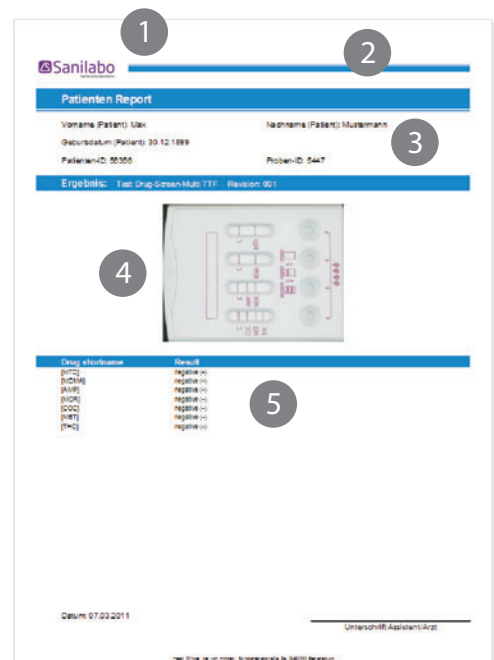 1
2
Sanilabo
Patienten Report
Vorname (Patient): Max Nachname (Patient): Mustermann
3
Geburtsdatum (Patient): 30.12.1899
Patienten-ID: Proben-ID: 5447
Ergebnis: Test: Drug-Screen-Multi 7TF Revision: 001
4
Drug shortname Result
[MTD] negative (-)
[MDMA] negative (-)
[AMP] negative (-)
[MOR] negative (-)
[COC] negative (-)
[MET] negative (-)
[THC] negative (-)
5
Datum: 07.03.2011
Unterschrift Assistent/Arzt